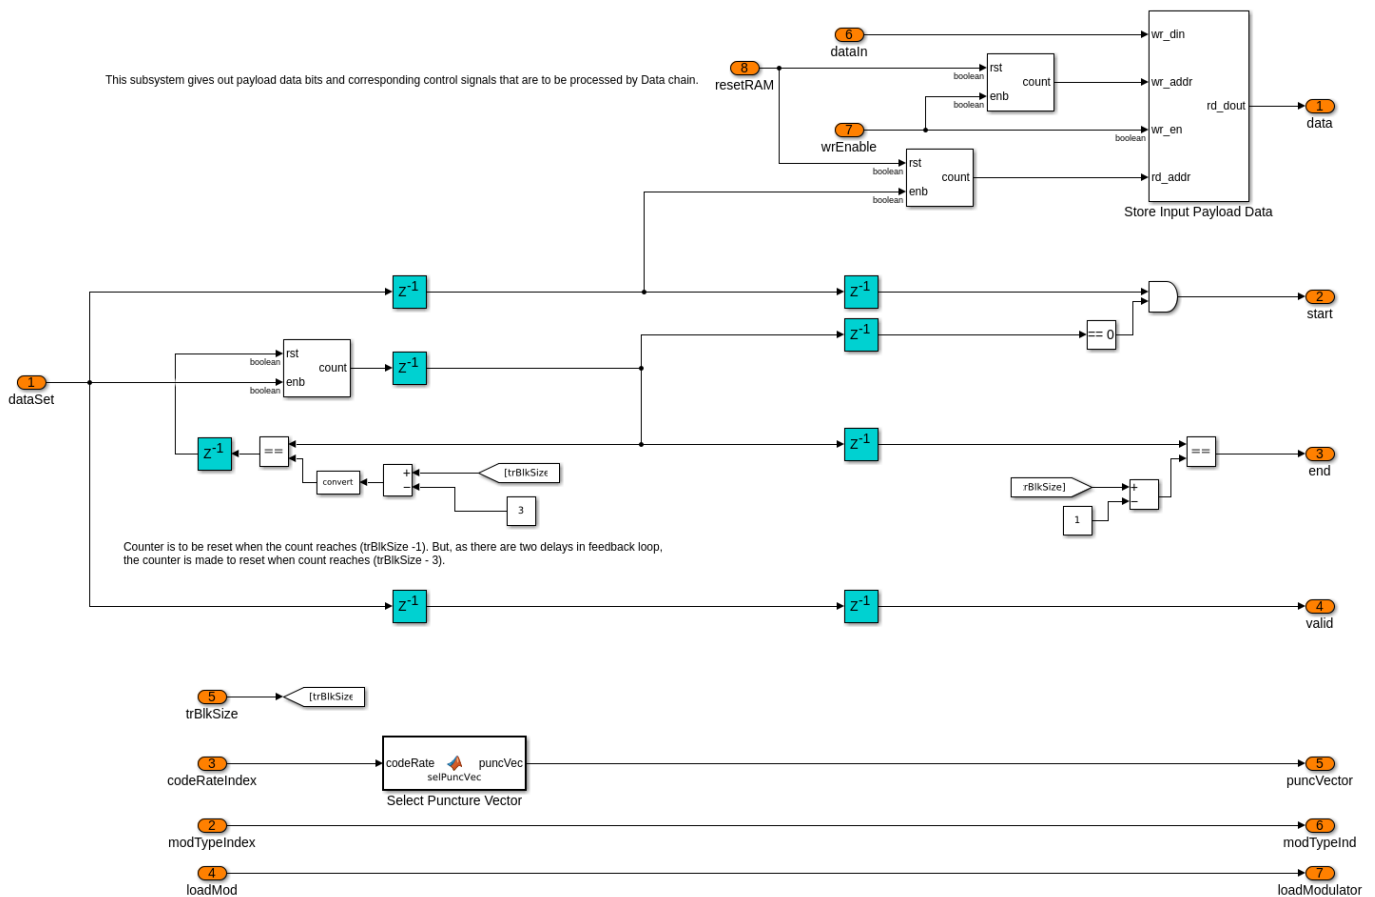 6
dataIn
wr_din
8
resetRAM
This subsystem gives out payload data bits and corresponding control signals that are to be processed by Data chain.
rst
boolean
count
enb
boolean
wr_addr
rd_dout
1
data
7
wrEnable
wr_en
boolean
rst
boolean
count
enb
boolean
rd_addr
Store Input Payload Data
Z-1
Z-1
2
start
Z-1
== 0
rst
boolean
count
enb
boolean
Z-1
1
dataSet
Z-1
==
Z-1
==
3
end
+
−
convert
[trBlkSize
3
rBlkSize]
+
−
1
Counter is to be reset when the count reaches (trBlkSize -1). But, as there are two delays in feedback loop,
the counter is made to reset when count reaches (trBlkSize - 3).
Z-1
Z-1
4
valid
5
trBlkSize
[trBlkSize
3
codeRateIndex
codeRate
puncVec
selPuncVec
Select Puncture Vector
5
puncVector
2
modTypeIndex
6
modTypeInd
4
loadMod
7
loadModulator